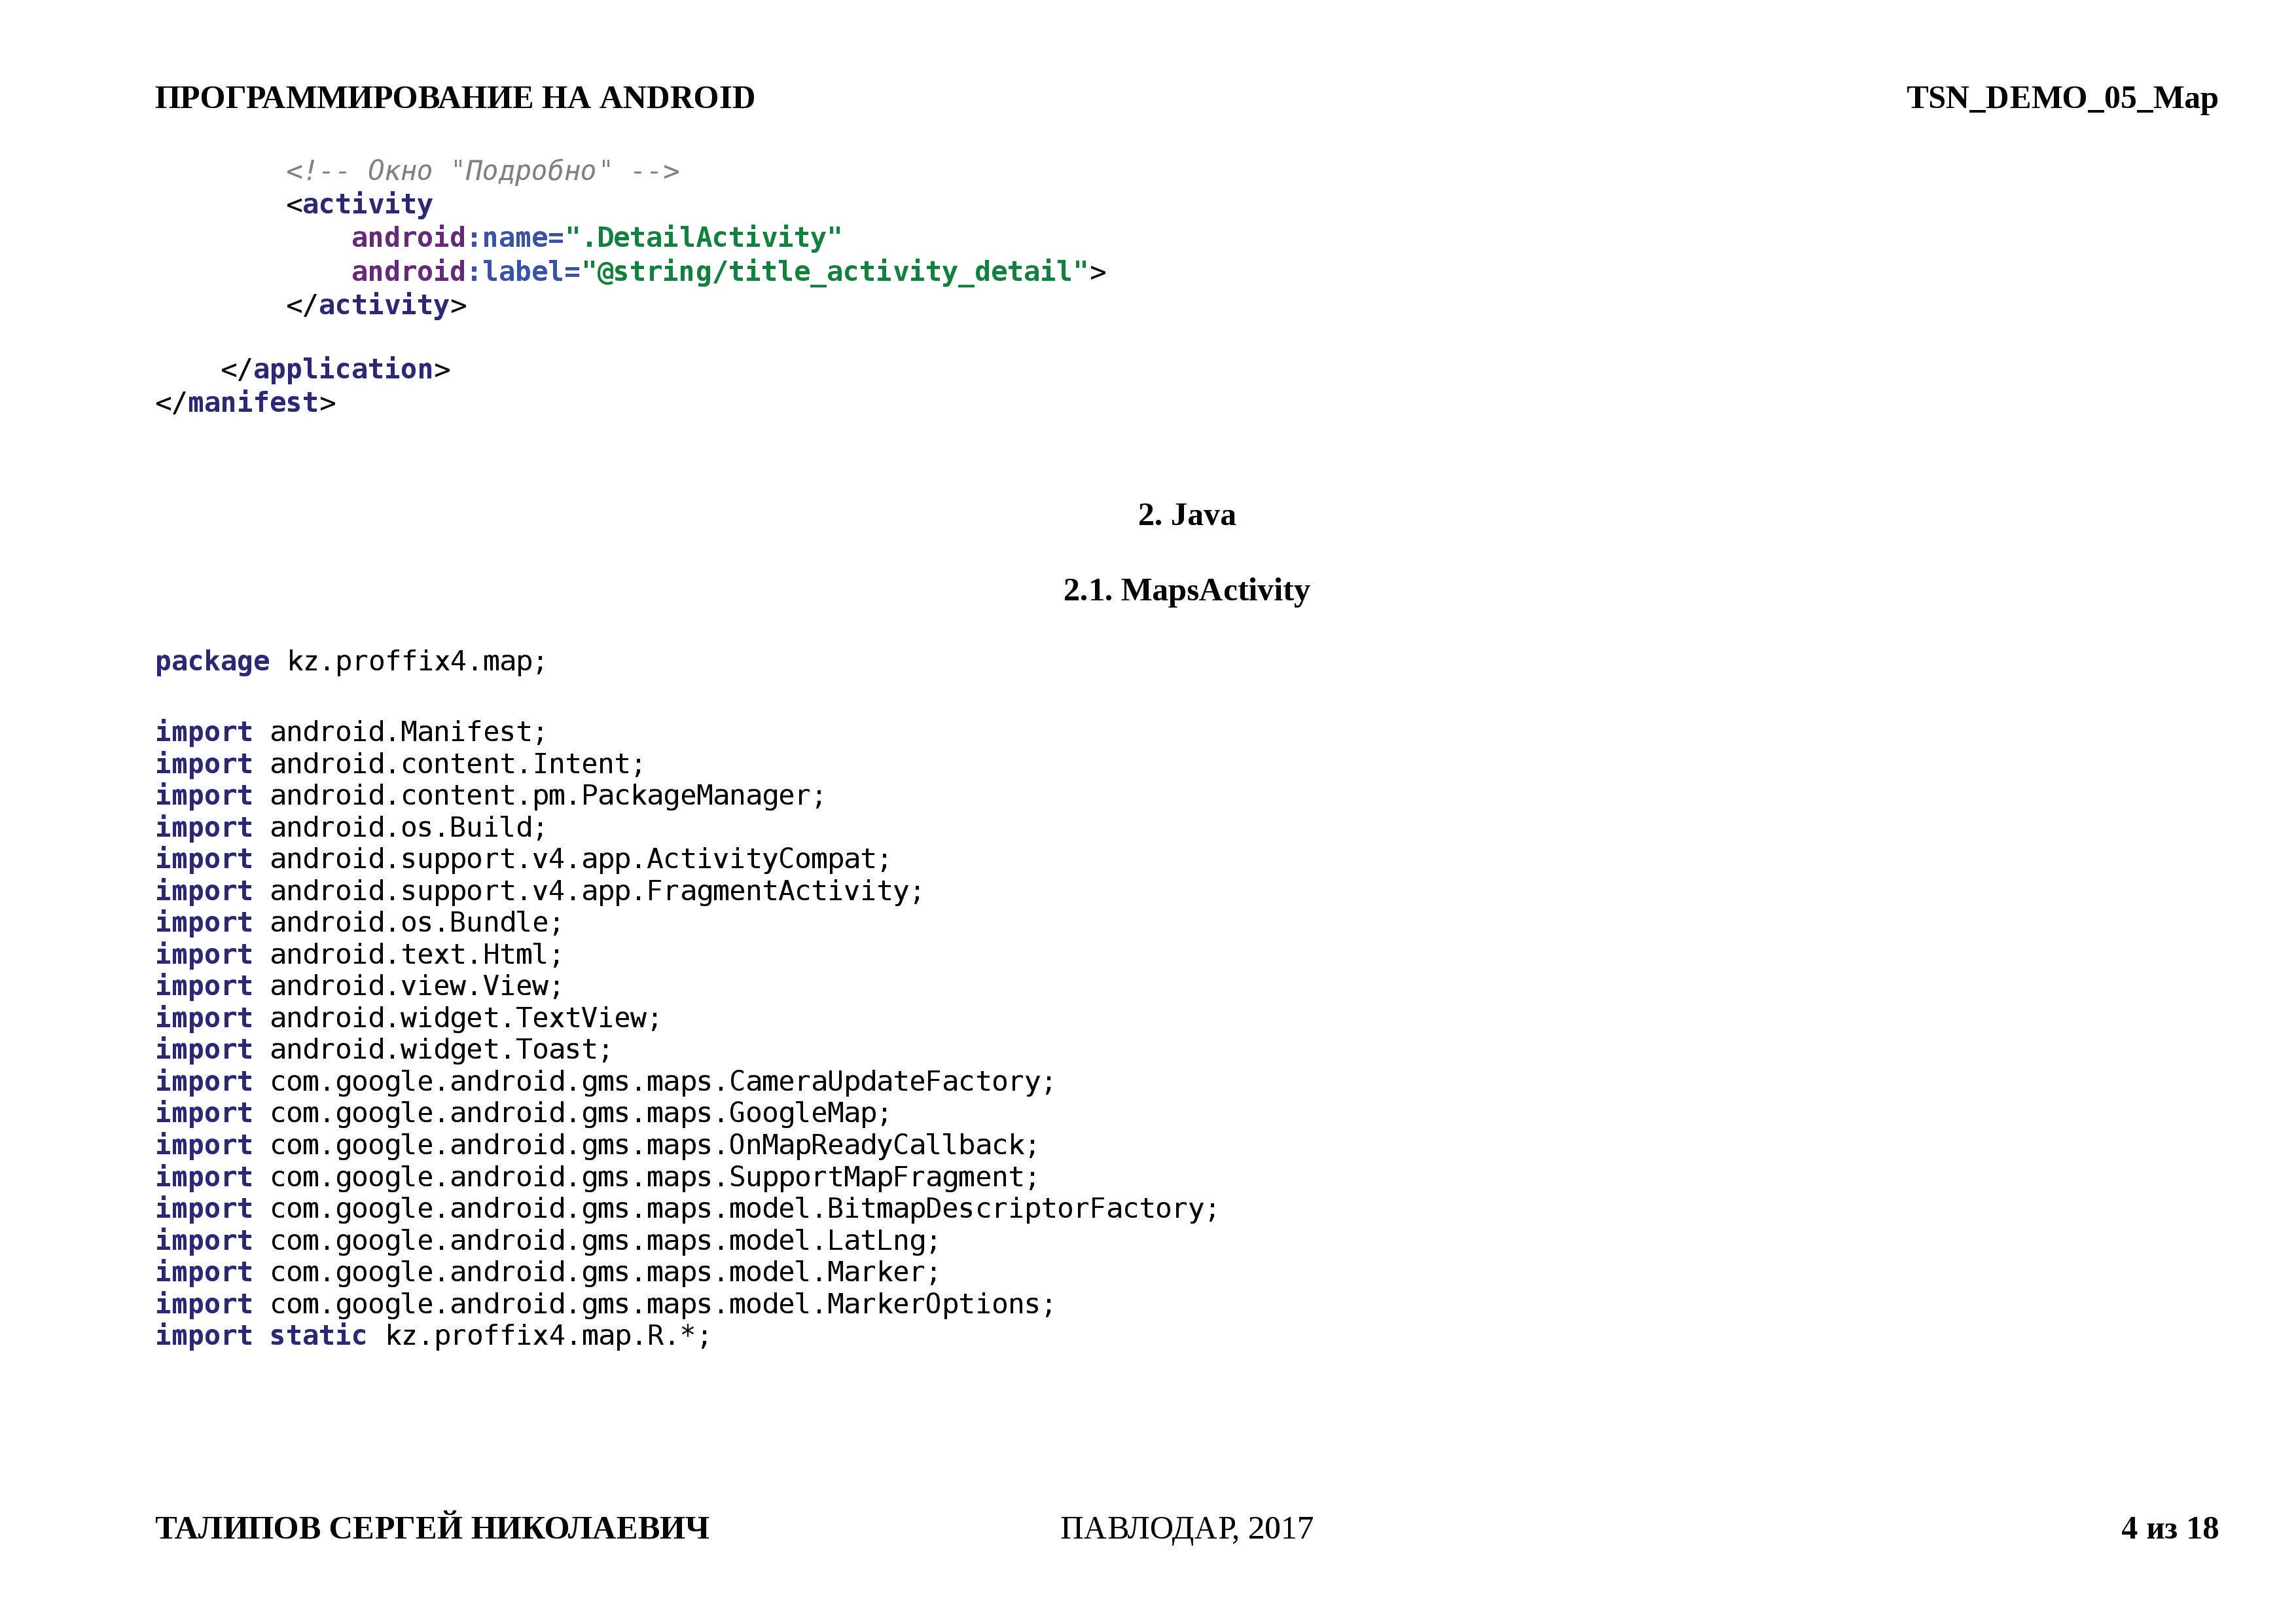 ПРОГРАММИРОВАНИЕ НА ANDROID TSN_DEMO_05_Map
<!-- Окно "Подробно" -->
<activity
android:name=".DetailActivity"
android:label="@string/title_activity_detail">
</activity>
</application>
</manifest>
2. Java
2.1. MapsActivity
package kz.proffix4.map;
import android.Manifest;
import android.content.Intent;
import android.content.pm.PackageManager;
import android.os.Build;
import android.support.v4.app.ActivityCompat;
import android.support.v4.app.FragmentActivity;
import android.os.Bundle;
import android.text.Html;
import android.view.View;
import android.widget.TextView;
import android.widget.Toast;
import com.google.android.gms.maps.CameraUpdateFactory;
import com.google.android.gms.maps.GoogleMap;
import com.google.android.gms.maps.OnMapReadyCallback;
import com.google.android.gms.maps.SupportMapFragment;
import com.google.android.gms.maps.model.BitmapDescriptorFactory;
import com.google.android.gms.maps.model.LatLng;
import com.google.android.gms.maps.model.Marker;
import com.google.android.gms.maps.model.MarkerOptions;
import static kz.proffix4.map.R.*;
ТАЛИПОВ СЕРГЕЙ НИКОЛАЕВИЧ ПАВЛОДАР, 2017 4 из 18